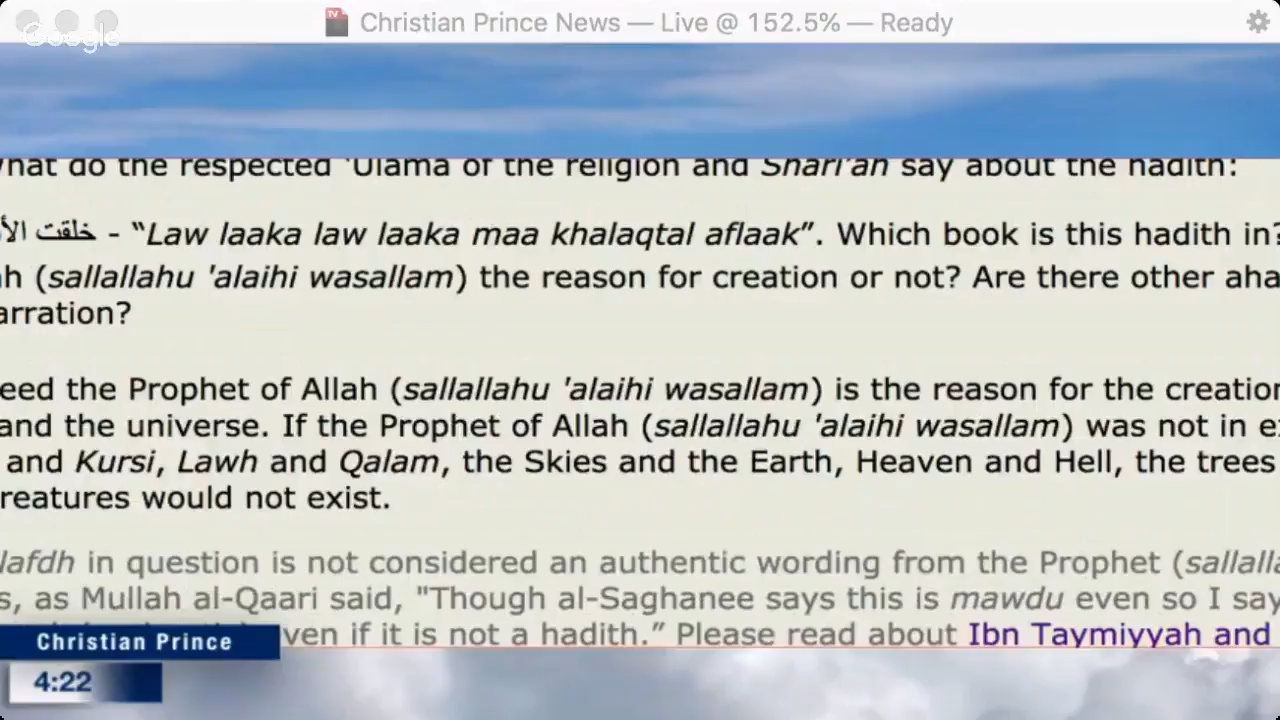 Christian Prince News — Live @ 152.5% — Ready
Google
hat do the respected 'Ulama of the religion and Shari'ah say about the hadith:
خلقت الأ - “Law laaka law laaka maa khalaqtal aflaak”. Which book is this hadith in?
h (sallallahu 'alaihi wasallam) the reason for creation or not? Are there other aha
arration?
eed the Prophet of Allah (sallallahu 'alaihi wasallam) is the reason for the creation
and the universe. If the Prophet of Allah (sallallahu 'alaihi wasallam) was not in e
and Kursi, Lawh and Qalam, the Skies and the Earth, Heaven and Hell, the trees
reatures would not exist.
lafdh in question is not considered an authentic wording from the Prophet (sallalla
s, as Mullah al-Qaari said, "Though al-Saghanee says this is mawdu even so I say
ven if it is not a hadith.” Please read about Ibn Taymiyyah and
Christian Prince
4:22